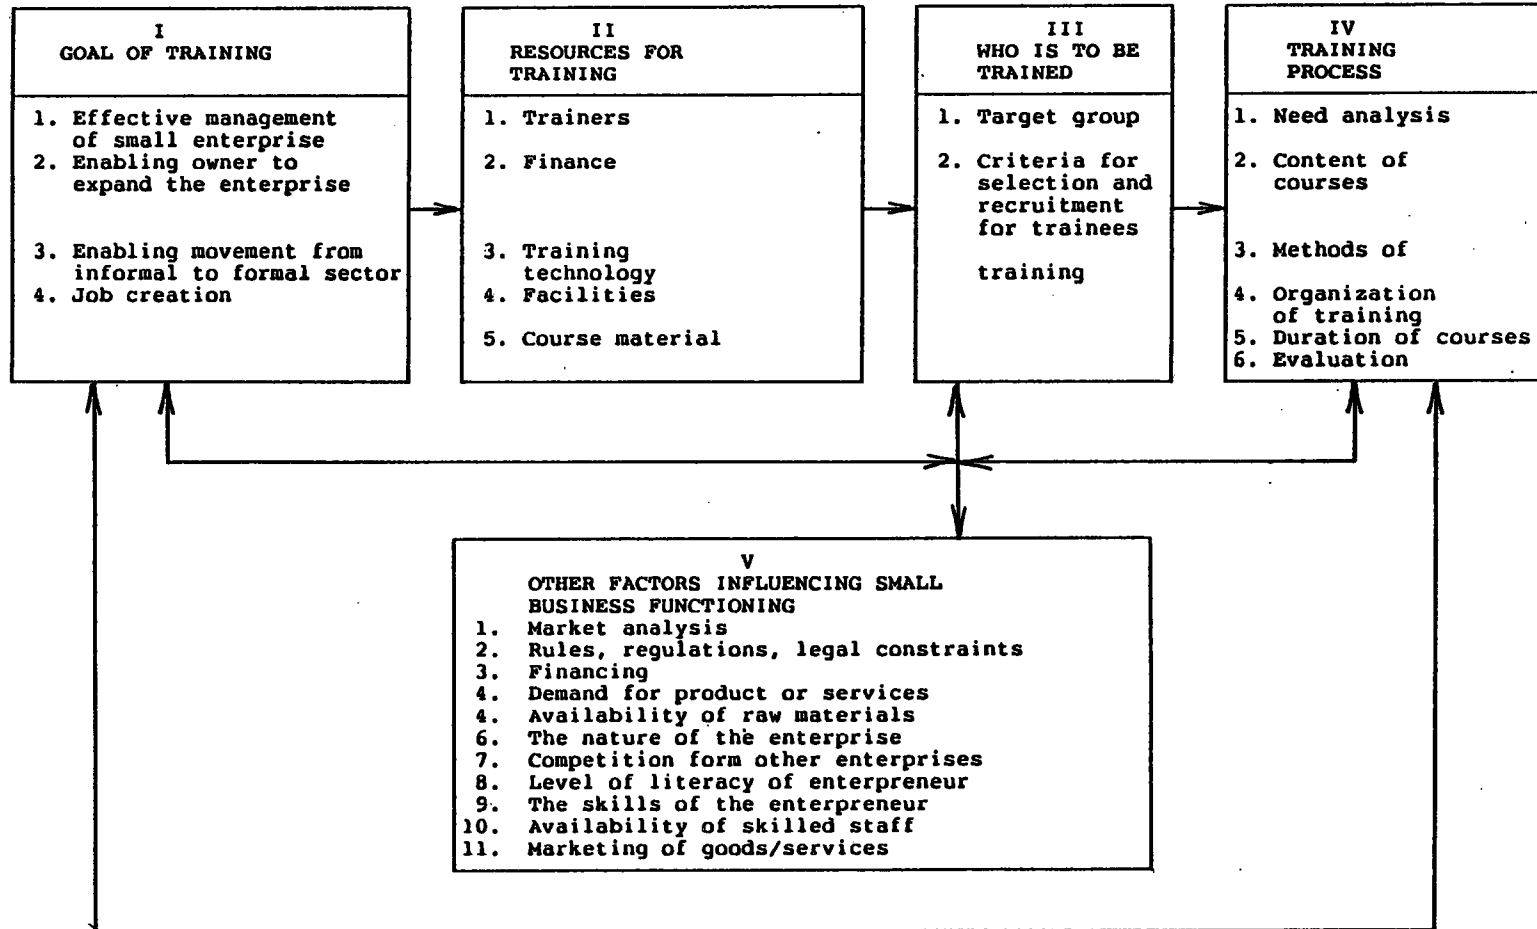 I
GOAL OF TRAINING
1. Effective management
of small enterprise
2. Enabling owner to
expand the enterprise
3. Enabling movement from
informal to formal sector
4. Job creation
II
RESOURCES FOR
TRAINING
1. Trainers
2. Finance
3. Training
technology
4. Facilities
5. Course material
III
WHO IS TO BE
TRAINED
1. Target group
2. Criteria for
selection and
recruitment
for trainees
training
IV
TRAINING
PROCESS
1. Need analysis
2. Content of
courses
3. Methods of
4. Organization
of training
5. Duration of courses
6. Evaluation
V
OTHER FACTORS INFLUENCING SMALL
BUSINESS FUNCTIONING
1. Market analysis
2. Rules, regulations, legal constraints
3. Financing
4. Demand for product or services
4. Availability of raw materials
6. The nature of the enterprise
7. Competition form other enterprises
8. Level of literacy of enterpreneur
9. The skills of the enterpreneur
10. Availability of skilled staff
11. Marketing of goods/services